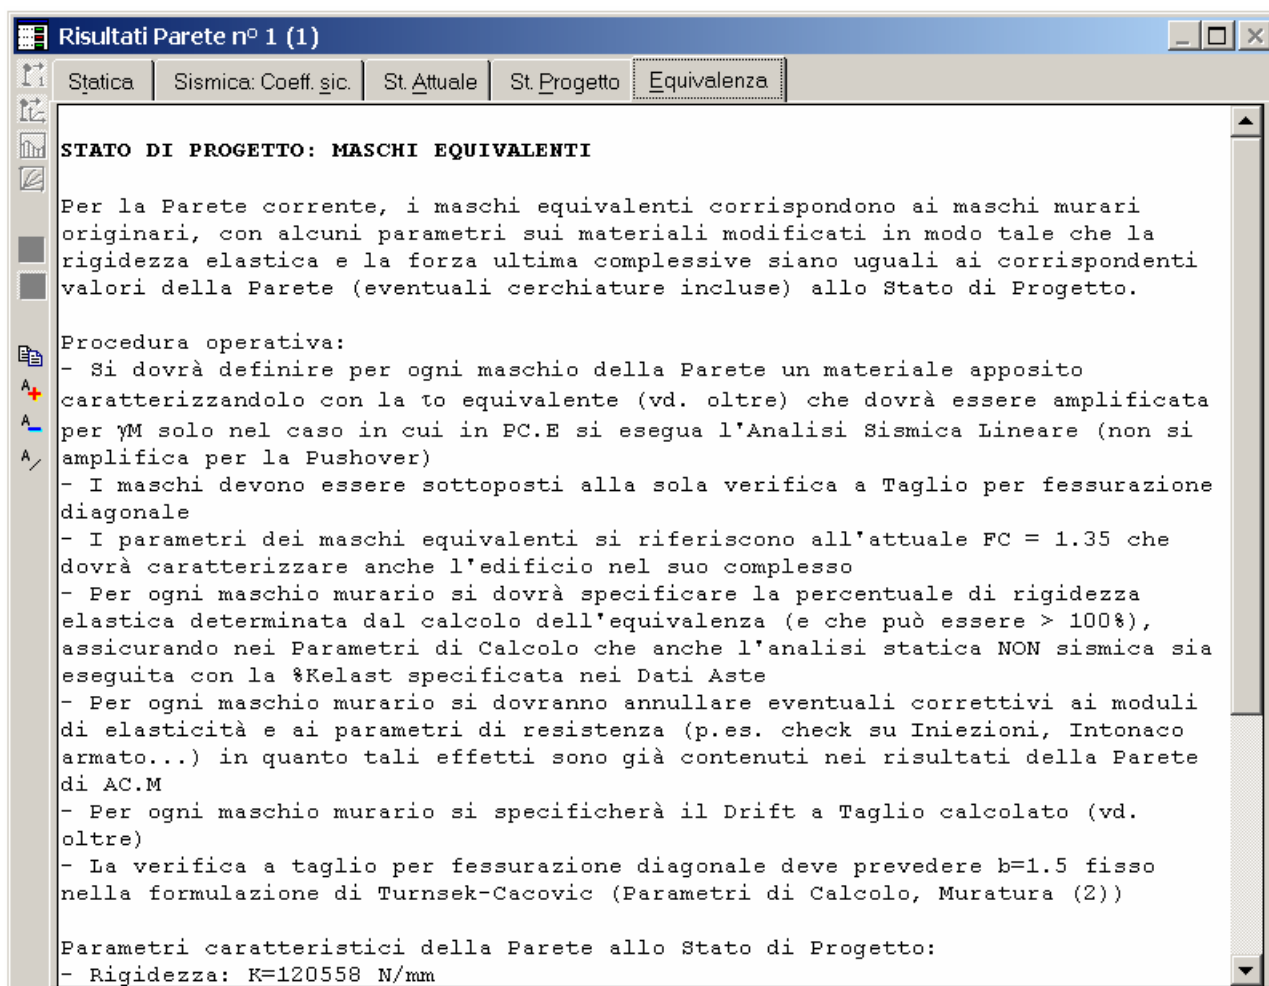 Risultati Parete nº 1 (1)
Statica Sismica: Coeff. sic. St. Attuale St. Progetto Equivalenza
STATO DI PROGETTO: MASCHI EQUIVALENTI
Per la Parete corrente, i maschi equivalenti corrispondono ai maschi murari
originari, con alcuni parametri sui materiali modificati in modo tale che la
rigidezza elastica e la forza ultima complessive siano uguali ai corrispondenti
valori della Parete (eventuali cerchiature incluse) allo Stato di Progetto.
Procedura operativa:
- Si dovrà definire per ogni maschio della Parete un materiale apposito
caratterizzandolo con la τo equivalente (vd. oltre) che dovrà essere amplificata
per γM solo nel caso in cui in PC.E si esegua l'Analisi Sismica Lineare (non si
amplifica per la Pushover)
- I maschi devono essere sottoposti alla sola verifica a Taglio per fessurazione
diagonale
- I parametri dei maschi equivalenti si riferiscono all'attuale FC = 1.35 che
dovrà caratterizzare anche l'edificio nel suo complesso
- Per ogni maschio murario si dovrà specificare la percentuale di rigidezza
elastica determinata dal calcolo dell'equivalenza (e che può essere > 100%),
assicurando nei Parametri di Calcolo che anche l'analisi statica NON sismica sia
eseguita con la %Kelast specificata nei Dati Aste
- Per ogni maschio murario si dovranno annullare eventuali correttivi ai moduli
di elasticità e ai parametri di resistenza (p.es. check su Iniezioni, Intonaco
armato...) in quanto tali effetti sono già contenuti nei risultati della Parete
di AC.M
- Per ogni maschio murario si specificherà il Drift a Taglio calcolato (vd.
oltre)
- La verifica a taglio per fessurazione diagonale deve prevedere b=1.5 fisso
nella formulazione di Turnsek-Cacovic (Parametri di Calcolo, Muratura (2))
Parametri caratteristici della Parete allo Stato di Progetto:
- Rigidezza: K=120558 N/mm